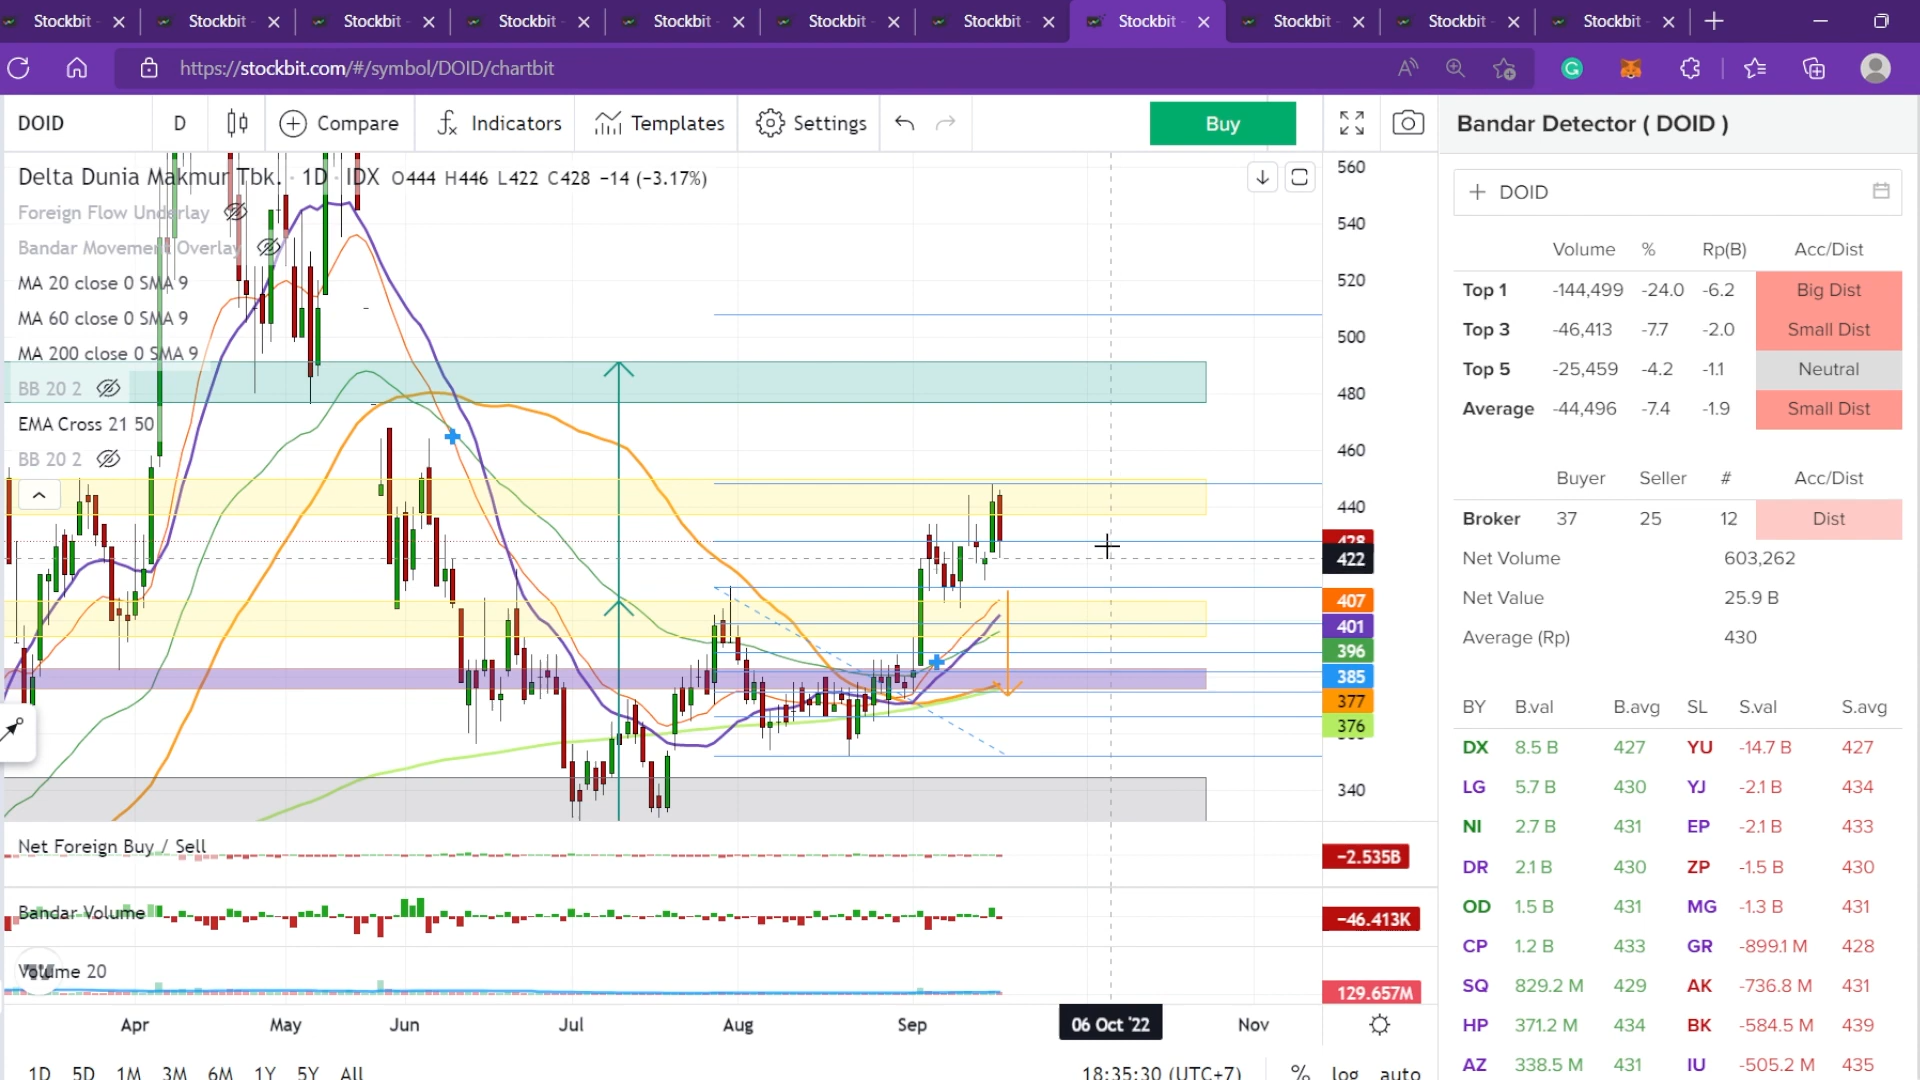 Stockbit - Stockbit - Stockbit - Stockbit - Stockbit - Stockbit - Stockbit - Stockbit - Stockbit - Stockbit - Stockbit -
https://stockbit.com/#/symbol/DOID/chartbit
DOID D Compare Indicators Templates Settings Buy
Delta Dunia Makmur Tbk. · 1D · IDX O444 H446 L422 C428 −14 (−3.17%)
Foreign Flow Underlay
Bandar Movement Overlay
MA 20 close 0 SMA 9
MA 60 close 0 SMA 9
MA 200 close 0 SMA 9
BB 20 2
EMA Cross 21 50
BB 20 2
560
540
520
500
480
460
440
428
422
407
401
396
385
377
376
340
Net Foreign Buy / Sell −2.535B
Bandar Volume −46.413K
Volume 20 129.657M
Apr May Jun Jul Aug Sep 06 Oct '22 Nov
1D 5D 1M 3M 6M 1Y 5Y All 18:35:30 (UTC+7) % log auto
Bandar Detector ( DOID )
DOID
Volume % Rp(B) Acc/Dist
Top 1 -144,499 -24.0 -6.2 Big Dist
Top 3 -46,413 -7.7 -2.0 Small Dist
Top 5 -25,459 -4.2 -1.1 Neutral
Average -44,496 -7.4 -1.9 Small Dist
Buyer Seller # Acc/Dist
Broker 37 25 12 Dist
Net Volume 603,262
Net Value 25.9 B
Average (Rp) 430
BY B.val B.avg SL S.val S.avg
DX 8.5 B 427 YU -14.7 B 427
LG 5.7 B 430 YJ -2.1 B 434
NI 2.7 B 431 EP -2.1 B 433
DR 2.1 B 430 ZP -1.5 B 430
OD 1.5 B 431 MG -1.3 B 431
CP 1.2 B 433 GR -899.1 M 428
SQ 829.2 M 429 AK -736.8 M 431
HP 371.2 M 434 BK -584.5 M 439
AZ 338.5 M 431 IU -505.2 M 435